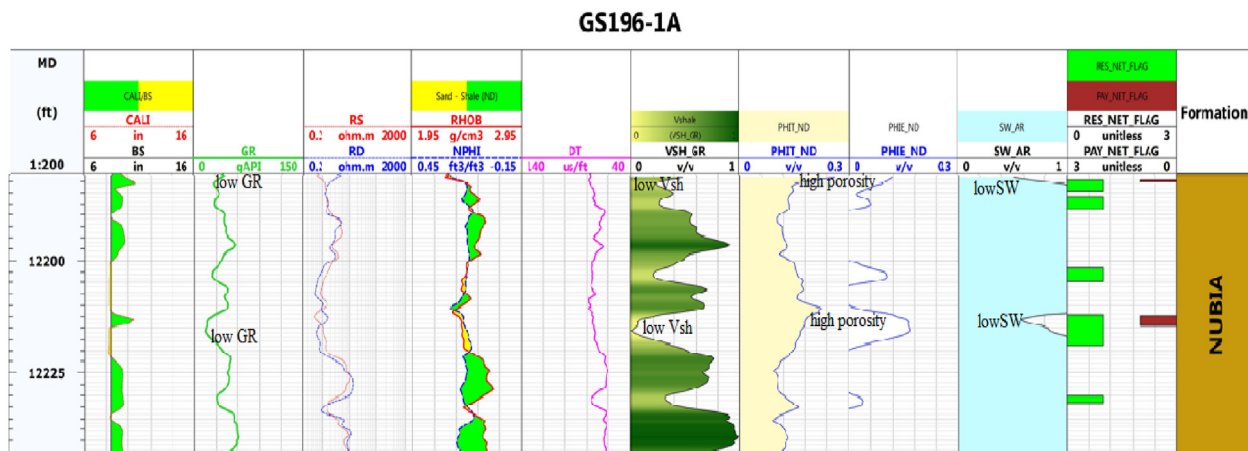 GS196-1A
MD
(ft)
1:200
CALI/BS
CALI
6 in 16
BS
6 in 16
GR
0 gAPI 150
RS
0.: ohm.m 2000
RD
0.: ohm.m 2000
Sand - Shale (ND)
RHOB
1.95 g/cm3 2.95
NPHI
0.45 ft3/ft3 -0.15
DT
140 us/ft 40
Vshale
0 (VSH_GR) 1
VSH_GR
0 v/v 1
PHIT_ND
PHIT_ND
v/v 0.3
PHIE_ND
PHIE_ND
0 v/v 0.3
SW_AR
SW_AR
0 v/v 1
RES_NET_FLAG
PAY_NET_FLAG
RES_NET_FLAG
0 unitless 3
PAY_NET_FLAG
3 unitless 0
Formation
low GR
low Vsh
high porosity
lowSW
12200
low GR
low Vsh
high porosity
lowSW
12225
NUBIA